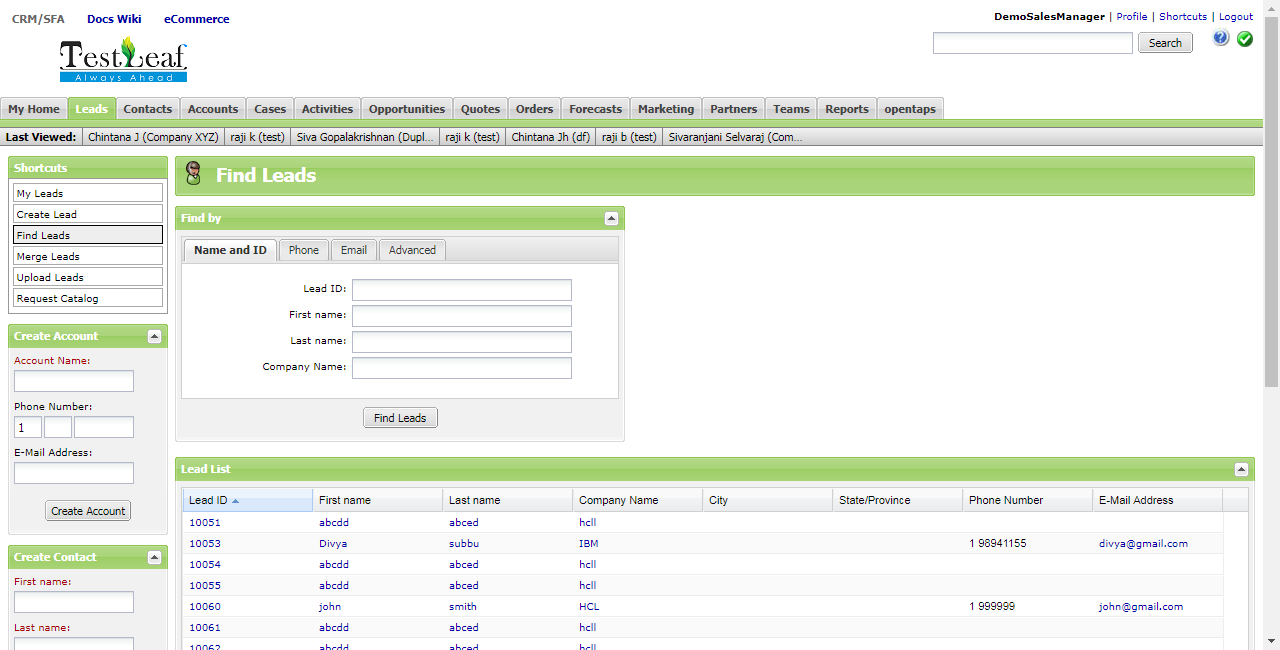 CRM/SFA Docs Wiki eCommerce
DemoSalesManager | Profile | Shortcuts | Logout
TestLeaf
Always Ahead
Search
My Home Leads Contacts Accounts Cases Activities Opportunities Quotes Orders Forecasts Marketing Partners Teams Reports opentaps
Last Viewed: Chintana J (Company XYZ) raji k (test) Siva Gopalakrishnan (Dupl... raji k (test) Chintana Jh (df) raji b (test) Sivaranjani Selvaraj (Com...
Shortcuts
My Leads
Create Lead
Find Leads
Merge Leads
Upload Leads
Request Catalog
Create Account
Account Name:
Phone Number:
1
E-Mail Address:
Create Account
Create Contact
First name:
Last name:
Find Leads
Find by
Name and ID Phone Email Advanced
Lead ID:
First name:
Last name:
Company Name:
Find Leads
Lead List
Lead ID First name Last name Company Name City State/Province Phone Number E-Mail Address
10051 abcdd abced hcll
10053 Divya subbu IBM 1 98941155 divya@gmail.com
10054 abcdd abced hcll
10055 abcdd abced hcll
10060 john smith HCL 1 999999 john@gmail.com
10061 abcdd abced hcll
10062 abcdd abced hcll